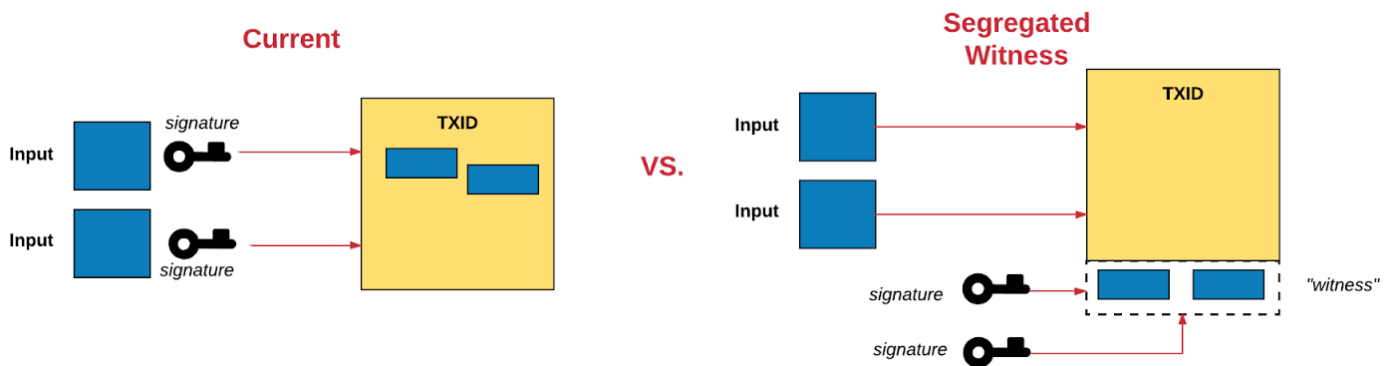 Current
signature
TXID
Input
Input
signature
VS.
Segregated
Witness
TXID
Input
Input
signature
"witness"
signature